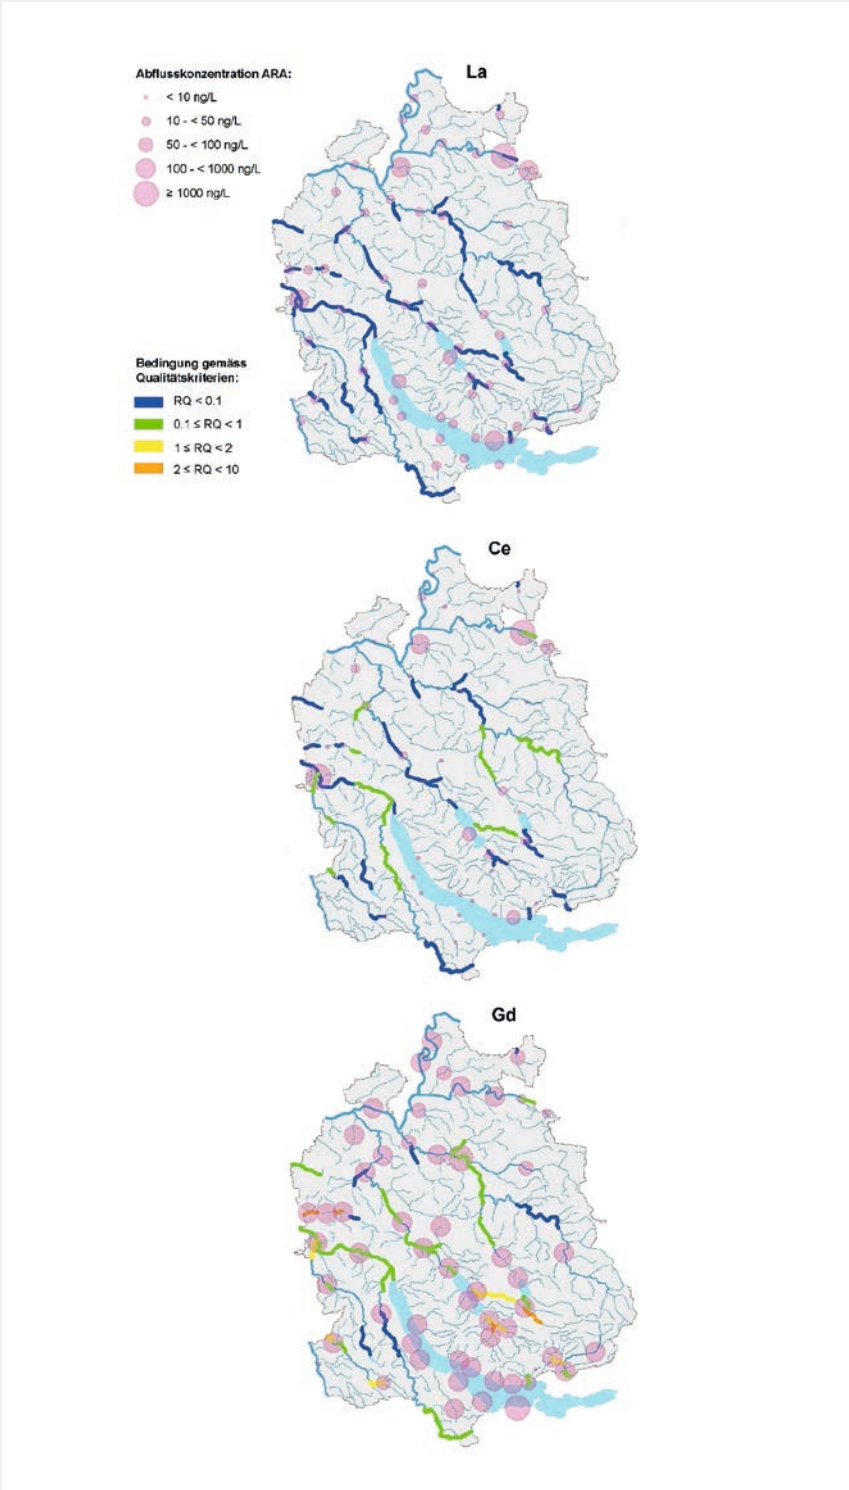 La
Abflusskonzentration ARA:
< 10 ng/L
10 - < 50 ng/L
50 - < 100 ng/L
100 - < 1000 ng/L
≥ 1000 ng/L
Bedingung gemäss
Qualitätskriterien:
RQ < 0.1
0.1 ≤ RQ < 1
1 ≤ RQ < 2
2 ≤ RQ < 10
Ce
Gd